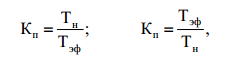 Кп = Тн / Тэф; Кп = Тэф / Тн,